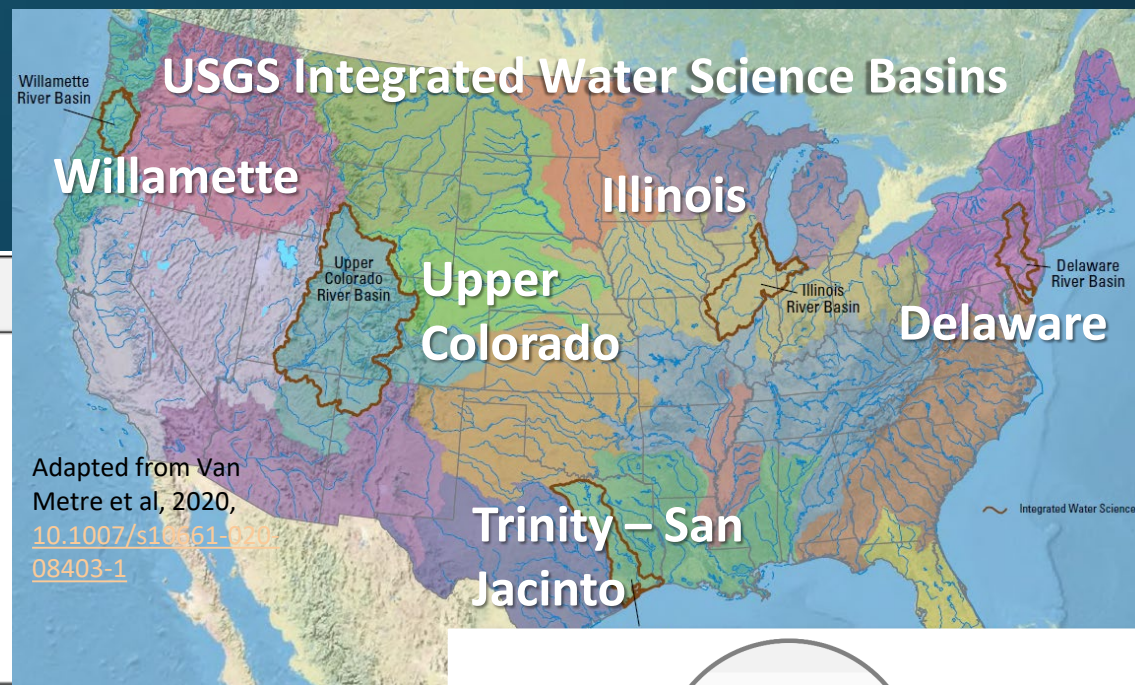 USGS Integrated Water Science Basins
Willamette
River Basin
Willamette
Illinois
Upper
Colorado
River Basin
Upper
Colorado
Illinois
River Basin
Delaware
River Basin
Delaware
Adapted from Van
Metre et al, 2020,
08403-1
Trinity – San
Jacinto
Integrated Water Science